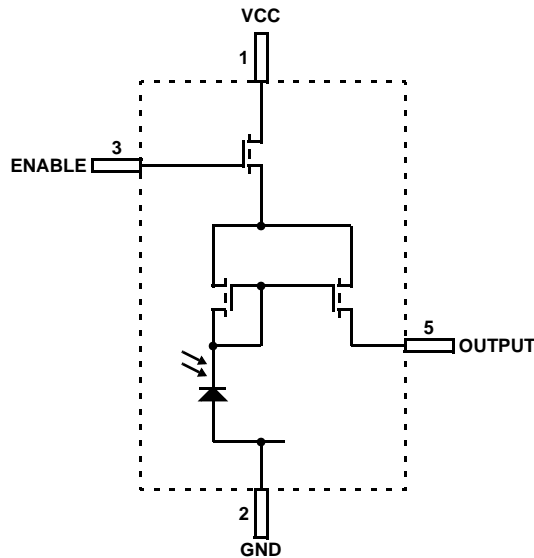 VCC
1
3
ENABLE
5
OUTPUT
2
GND